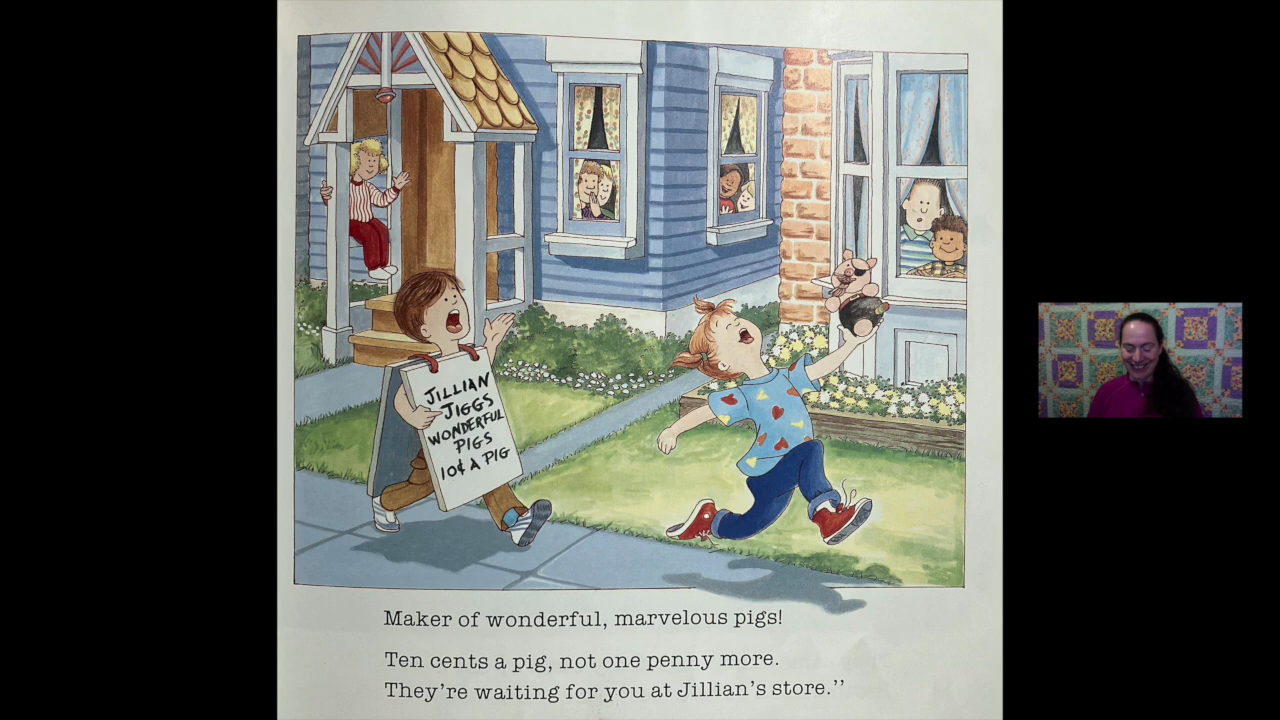 JILLIAN
JIGGS
WONDERFUL
PIGS
10¢ A PIG
Maker of wonderful, marvelous pigs!
Ten cents a pig, not one penny more.
They're waiting for you at Jillian's store.''